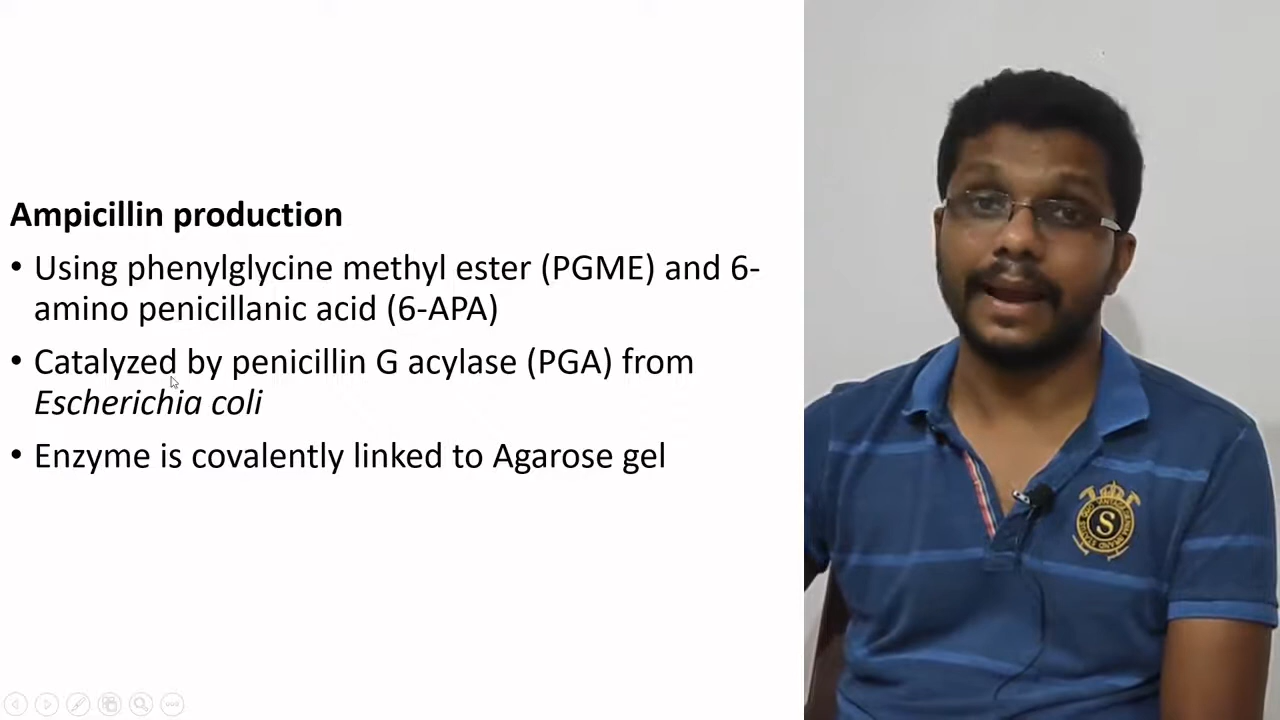 Ampicillin production
• Using phenylglycine methyl ester (PGME) and 6-
amino penicillanic acid (6-APA)
• Catalyzed by penicillin G acylase (PGA) from
Escherichia coli
• Enzyme is covalently linked to Agarose gel
S